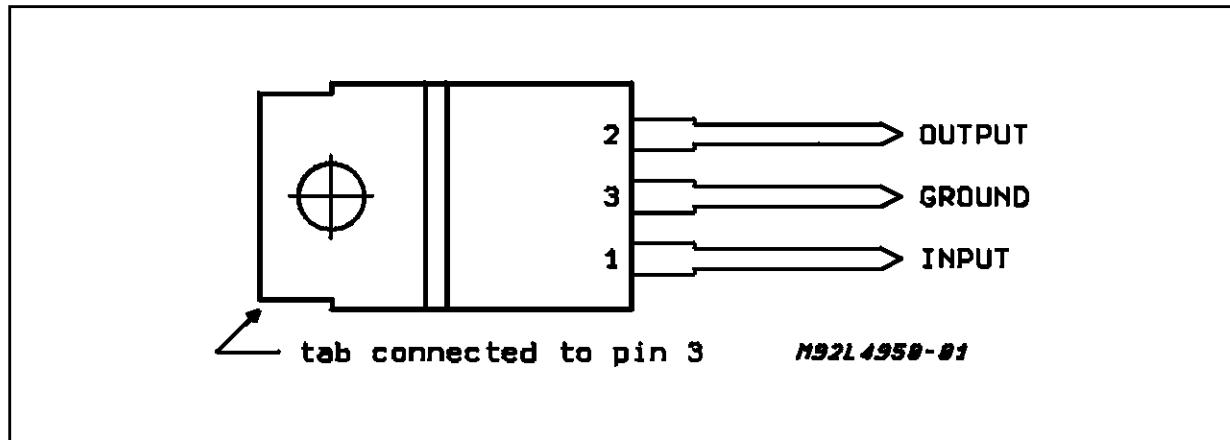 2 OUTPUT
3 GROUND
1 INPUT
tab connected to pin 3
M92L4950-01